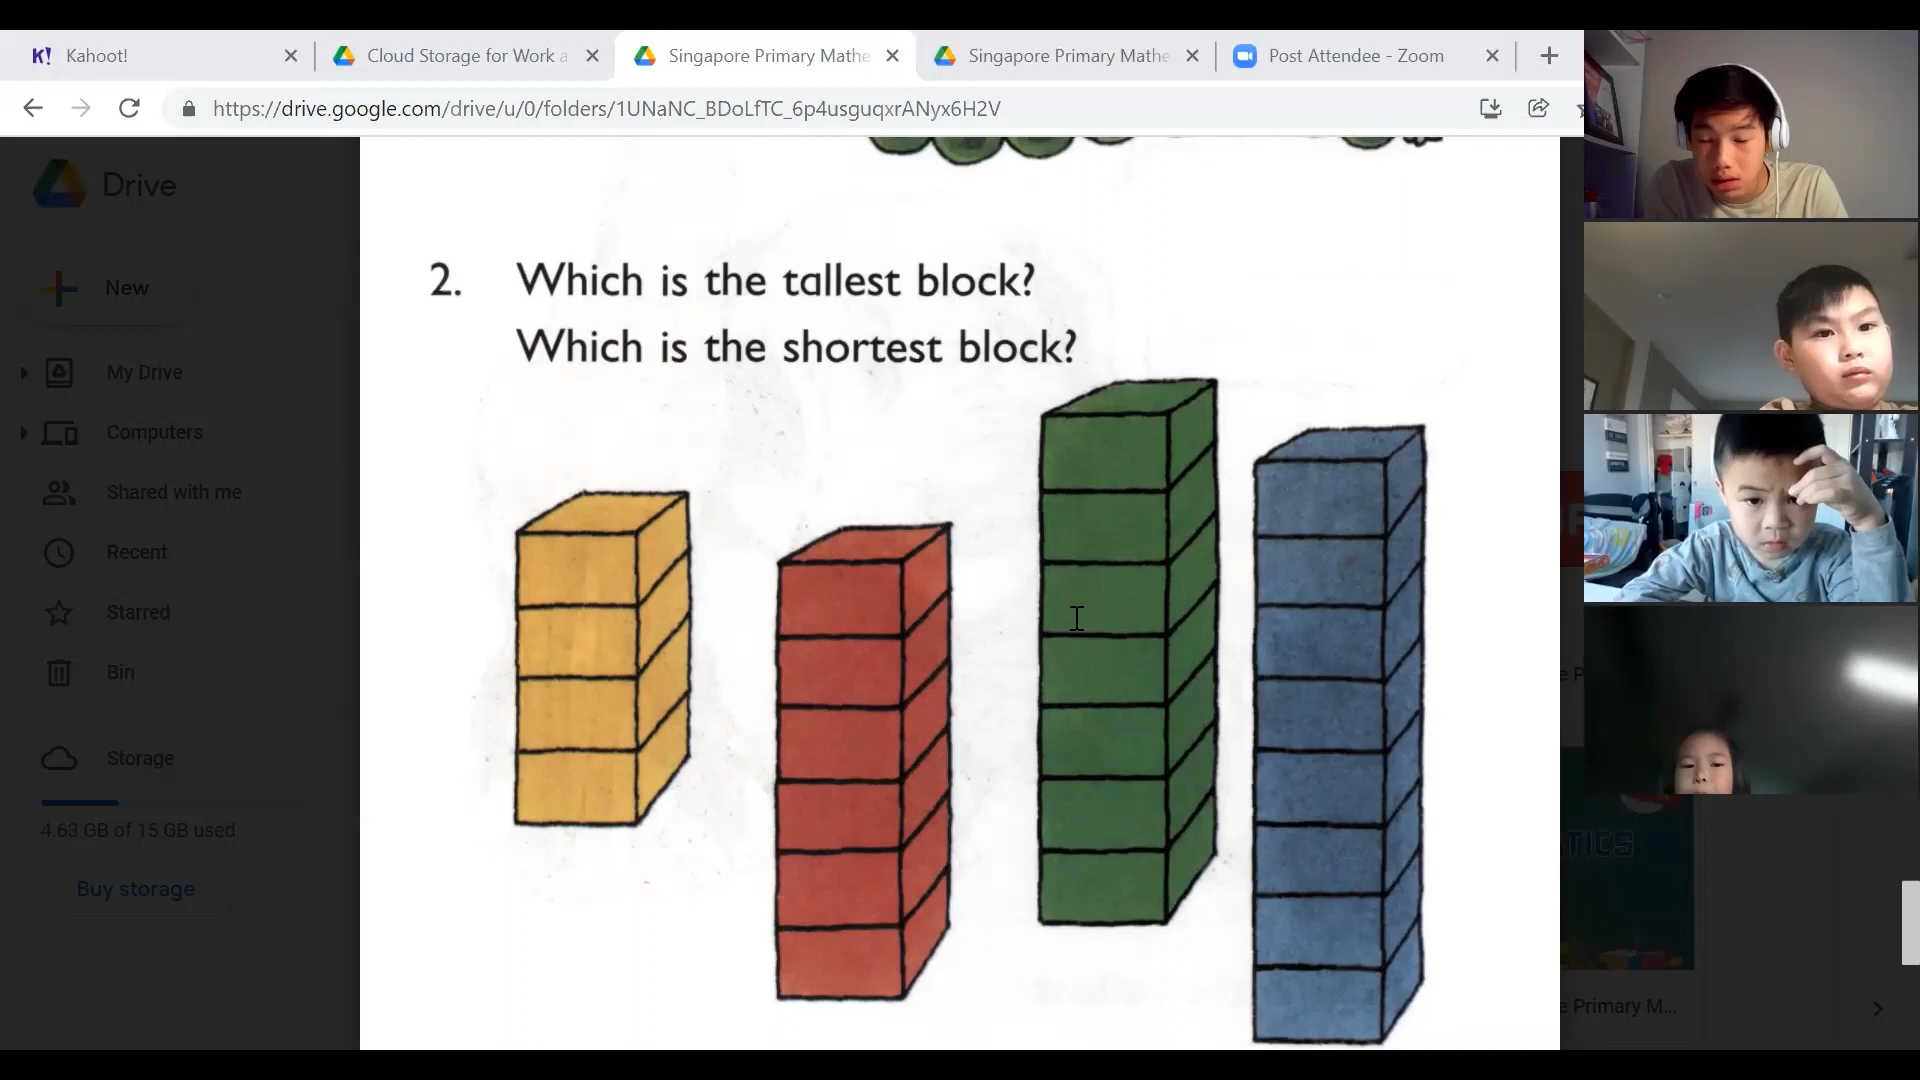 Kahoot!
Cloud Storage for Work a
Singapore Primary Mathe
Singapore Primary Mathe
Post Attendee - Zoom
https://drive.google.com/drive/u/0/folders/1UNaNC_BDoLfTC_6p4usguqxrANyx6H2V
Drive
New
My Drive
Computers
Shared with me
Recent
Starred
Bin
Storage
4.63 GB of 15 GB used
Buy storage
2. Which is the tallest block?
Which is the shortest block?
e P
TICS
e Primary M...